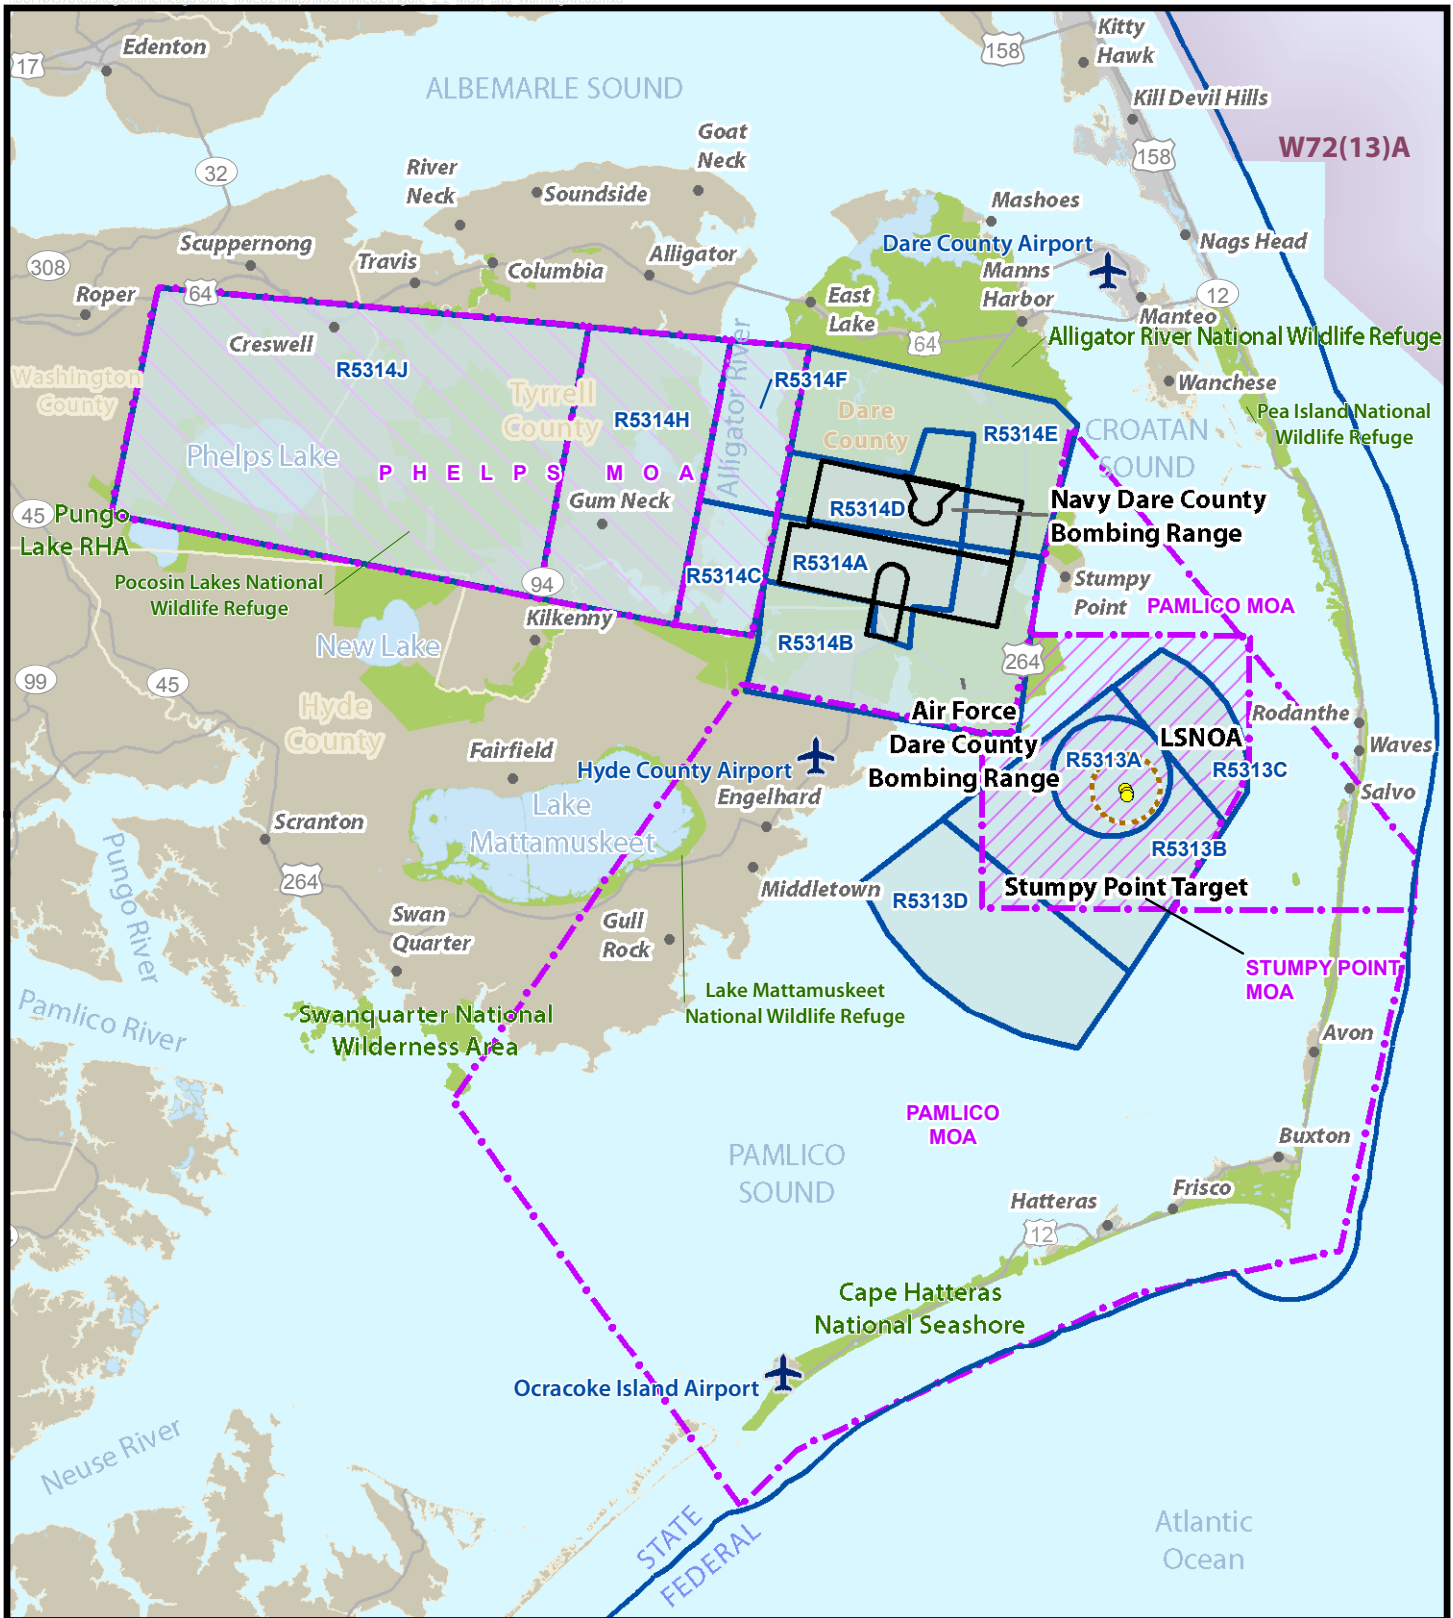 Edenton
17
ALBEMARLE SOUND
158
Kitty
Hawk
Kill Devil Hills
W72(13)A
158
Goat
Neck
River
Neck
Soundside
32
Mashoes
Nags Head
Dare County Airport
Scuppernong
Travis
Columbia
Alligator
Manns
Harbor
308
Roper
64
East
Lake
12
Manteo
Creswell
64
Alligator River National Wildlife Refuge
R5314J
Washington
County
Tyrrell
County
R5314H
Alligator River
R5314F
Dare
County
R5314E
Wanchese
Pea Island National
Wildlife Refuge
CROATAN
SOUND
Phelps Lake
PHELPS MOA
Gum Neck
R5314D
Navy Dare County
Bombing Range
45
Pungo
Lake RHA
Pocosin Lakes National
Wildlife Refuge
94
R5314C
R5314A
Stumpy
Point
PAMLICO MOA
Kilkenny
New Lake
R5314B
264
99
45
Hyde
County
Air Force
Dare County
Bombing Range
Rodanthe
LSNOA
Waves
Fairfield
Hyde County Airport
R5313A
R5313C
Engelhard
Salvo
Lake
Mattamuskeet
Scranton
R5313B
Pungo River
264
Middletown
R5313D
Stumpy Point Target
Swan
Quarter
Gull
Rock
STUMPY POINT
MOA
Lake Mattamuskeet
National Wildlife Refuge
Pamlico River
Swanquarter National
Wilderness Area
Avon
PAMLICO
MOA
Buxton
PAMLICO
SOUND
Frisco
Hatteras
12
Cape Hatteras
National Seashore
Ocracoke Island Airport
Neuse River
STATE
FEDERAL
Atlantic
Ocean